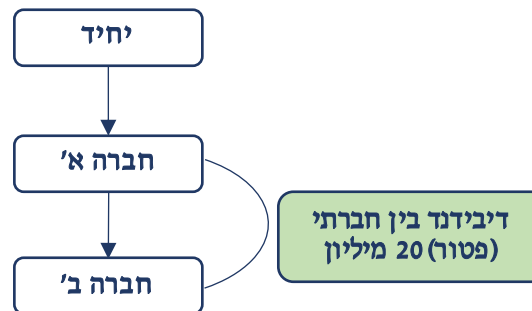 יחיד
חברה א'
דיבידנד בין חברתי
(פטור) 20 מיליון
חברה ב'